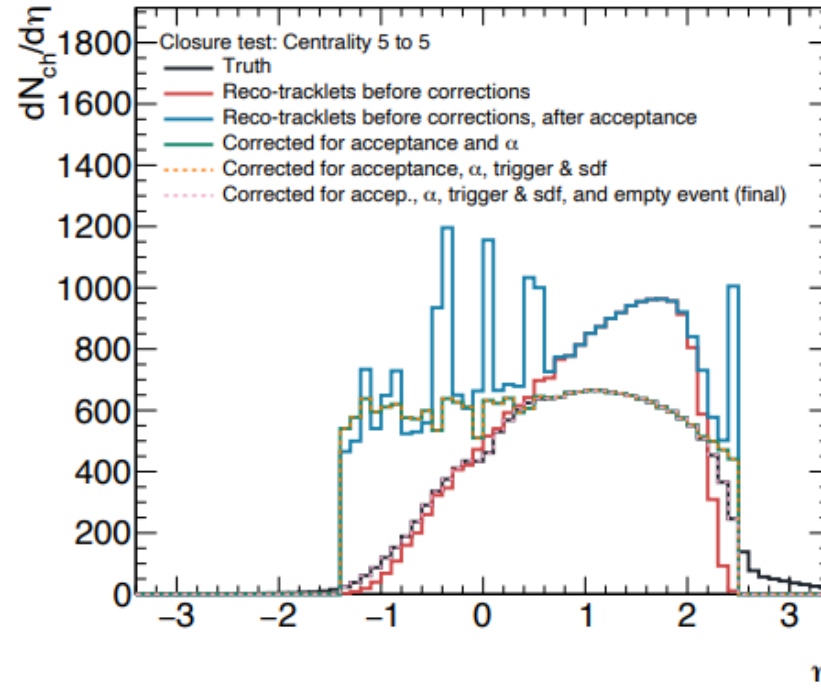 Closure test: Centrality 5 to 5
Truth
Reco-tracklets before corrections
Reco-tracklets before corrections, after acceptance
Corrected for acceptance and α
Corrected for acceptance, α, trigger & sdf
Corrected for accep., α, trigger & sdf, and empty event (final)
dN_ch/dη
1800
1600
1400
1200
1000
800
600
400
200
0
−3 −2 −1 0 1 2 3
η